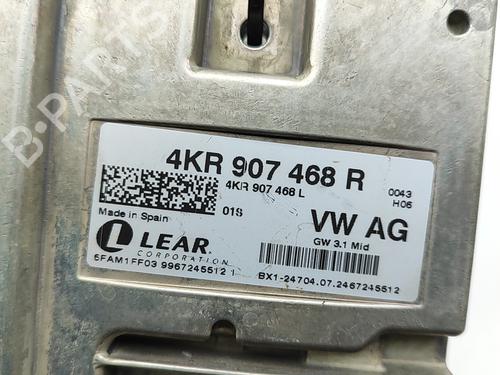 4KR 907 468 R
0043
4KR 907 468 L
H06
01S
Made in Spain
VW AG
LEAR
CORPORATION
GW 3.1 Mid
5FAM1FF03 9967245512 1
BX1-24704.07.2467245512
B-PARTS